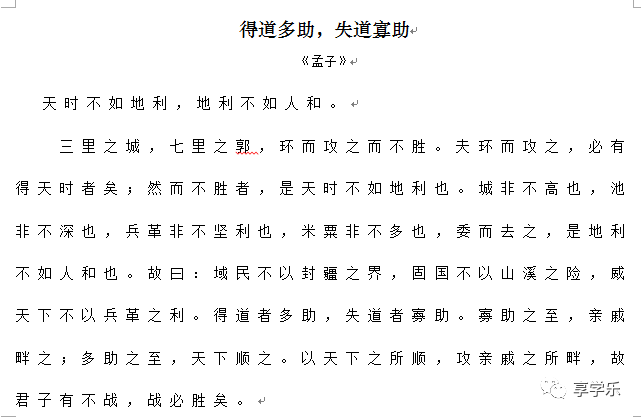 得道多助，失道寡助
《孟子》
天时不如地利，地利不如人和。
三里之城，七里之郭，环而攻之而不胜。夫环而攻之，必有
得天时者矣；然而不胜者，是天时不如地利也。城非不高也，池
非不深也，兵革非不坚利也，米粟非不多也，委而去之，是地利
不如人和也。故曰：域民不以封疆之界，固国不以山溪之险，威
天下不以兵革之利。得道者多助，失道者寡助。寡助之至，亲戚
畔之；多助之至，天下顺之。以天下之所顺，攻亲戚之所畔，故
君子有不战，战必胜矣。
享学乐